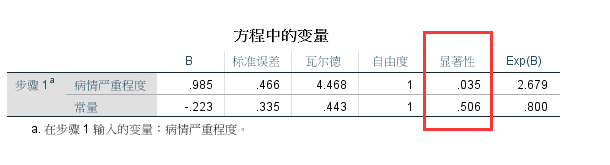 方程中的变量
B 标准误差 瓦尔德 自由度 显著性 Exp(B)
步骤 1a 病情严重程度 .985 .466 4.468 1 .035 2.679
常量 -.223 .335 .443 1 .506 .800
a. 在步骤 1 输入的变量：病情严重程度。